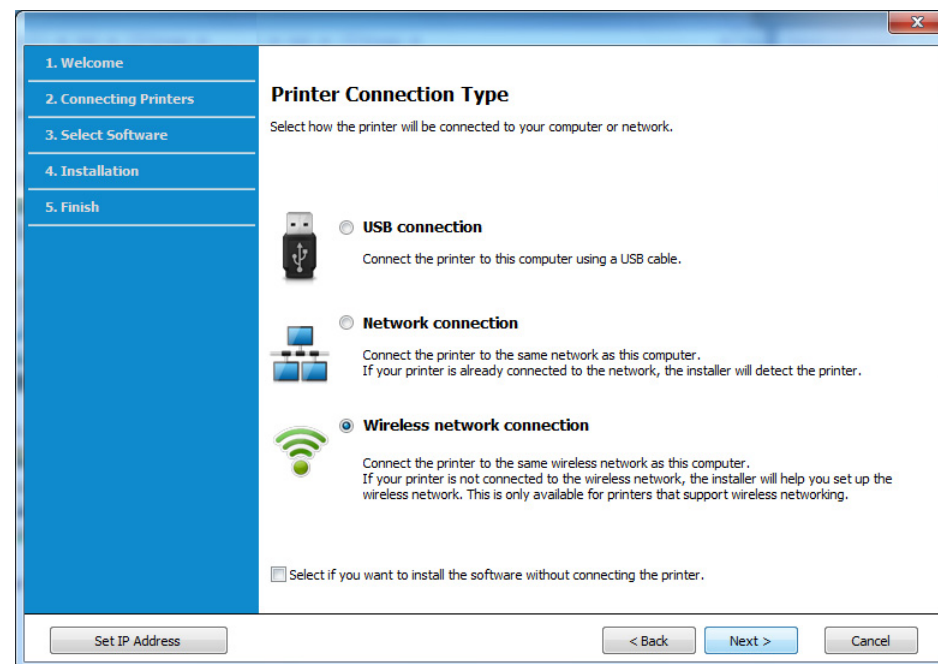 1. Welcome
2. Connecting Printers
3. Select Software
4. Installation
5. Finish
Printer Connection Type
Select how the printer will be connected to your computer or network.
USB connection
Connect the printer to this computer using a USB cable.
Network connection
Connect the printer to the same network as this computer.
If your printer is already connected to the network, the installer will detect the printer.
Wireless network connection
Connect the printer to the same wireless network as this computer.
If your printer is not connected to the wireless network, the installer will help you set up the
wireless network. This is only available for printers that support wireless networking.
Select if you want to install the software without connecting the printer.
Set IP Address
< Back
Next >
Cancel